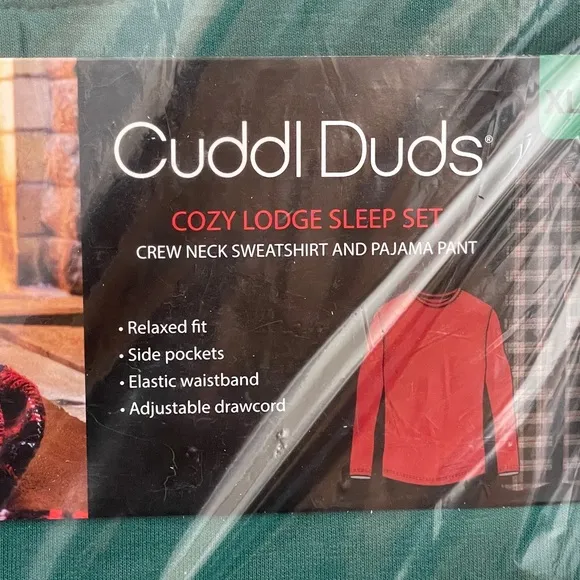 XL
Cuddl Duds®
COZY LODGE SLEEP SET
CREW NECK SWEATSHIRT AND PAJAMA PANT
• Relaxed fit
• Side pockets
• Elastic waistband
• Adjustable drawcord